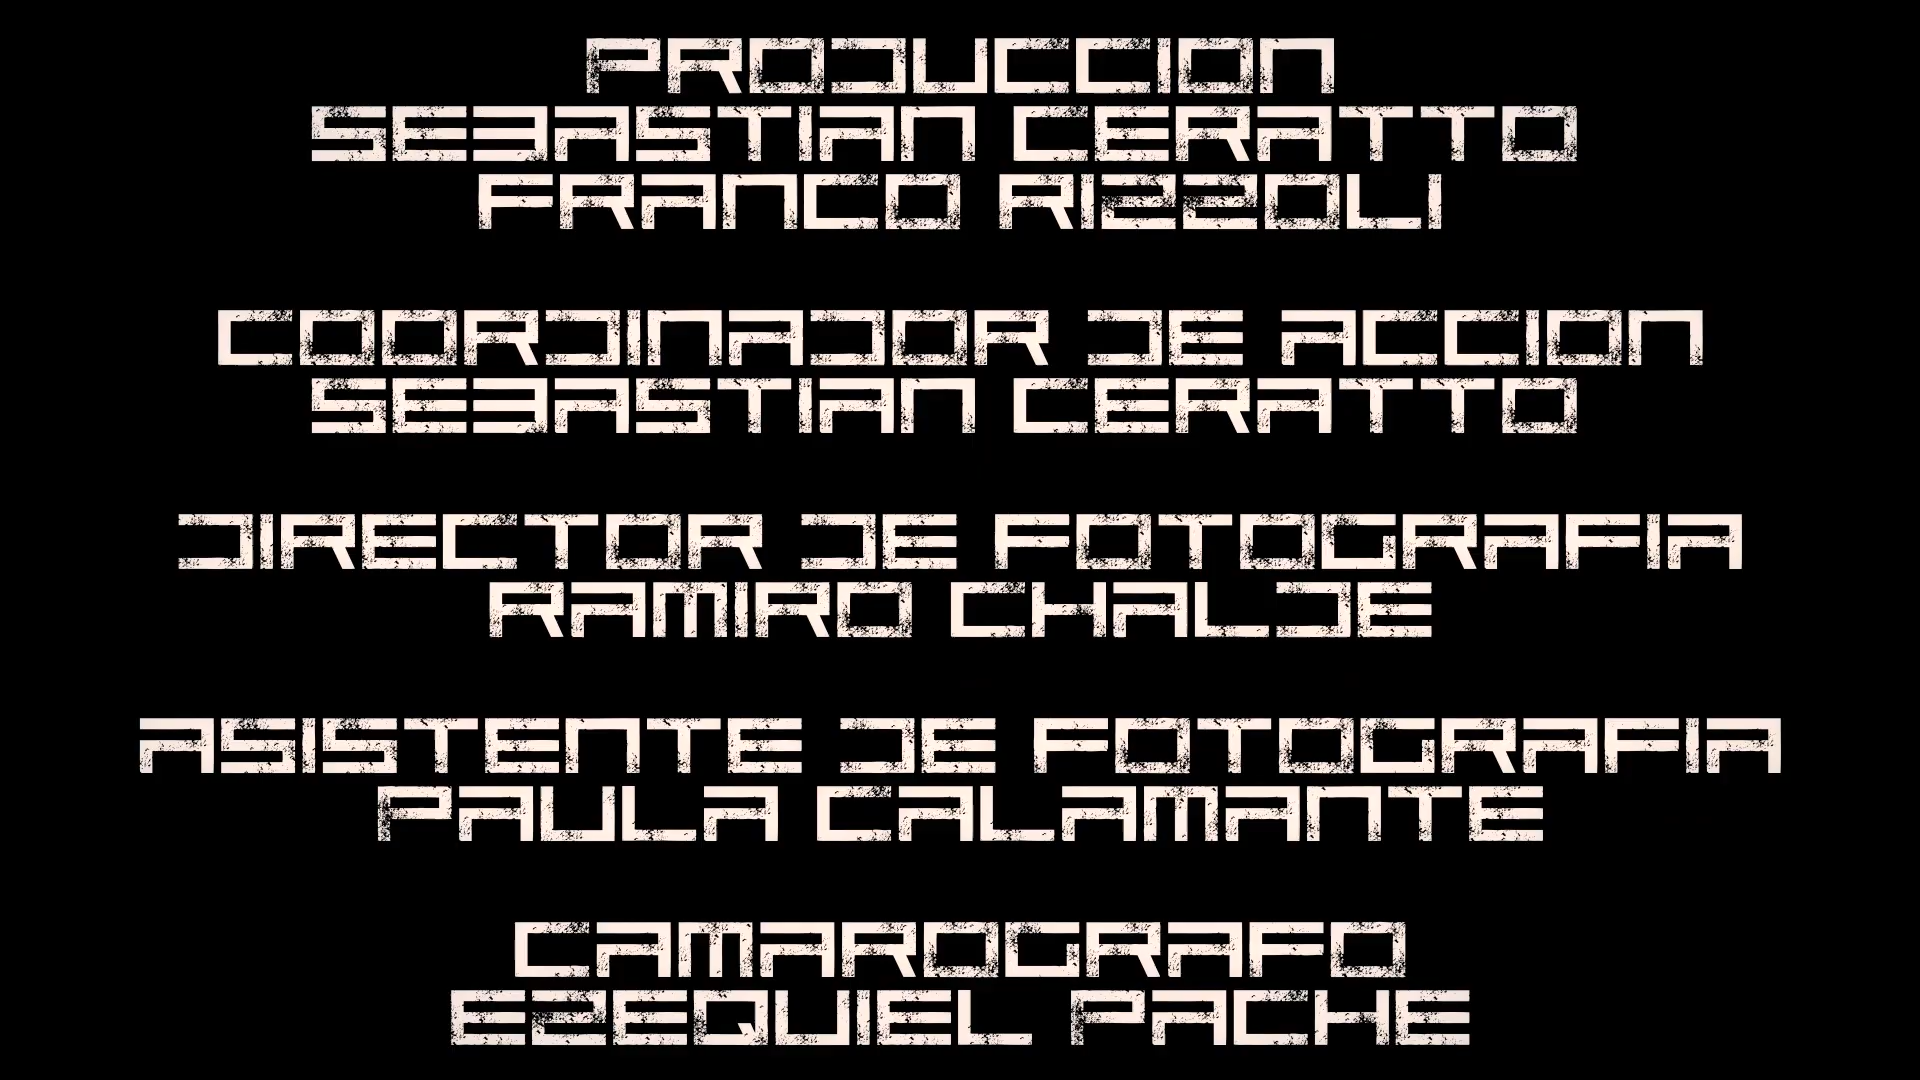 PRODUCCION
SEBASTIAN CERATTO
FRANCO RIZZOLI
COORDINADOR DE ACCION
SEBASTIAN CERATTO
DIRECTOR DE FOTOGRAFIA
RAMIRO CHALDE
ASISTENTE DE FOTOGRAFIA
PAULA CALAMANTE
CAMAROGRAFO
EZEQUIEL PACHE